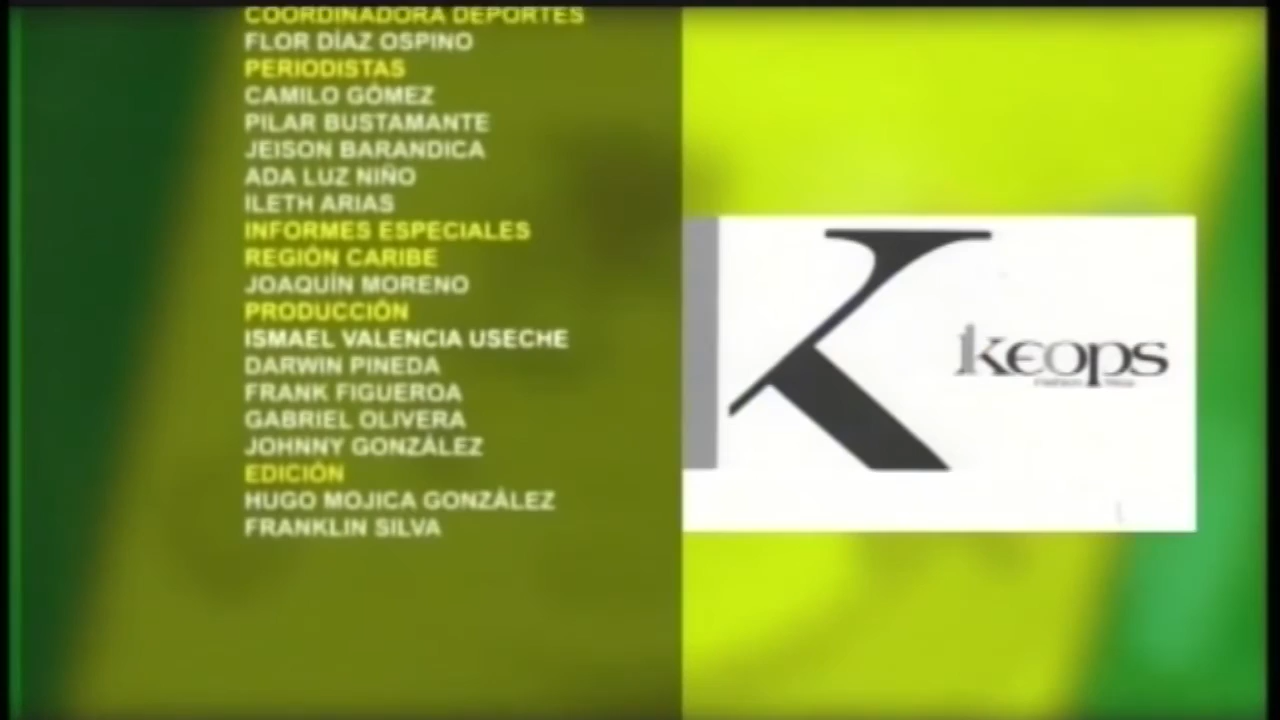 COORDINADORA DEPORTES
FLOR DÍAZ OSPINO
PERIODISTAS
CAMILO GÓMEZ
PILAR BUSTAMANTE
JEISON BARANDICA
ADA LUZ NIÑO
ILETH ARIAS
INFORMES ESPECIALES
REGIÓN CARIBE
JOAQUÍN MORENO
PRODUCCIÓN
ISMAEL VALENCIA USECHE
DARWIN PINEDA
FRANK FIGUEROA
GABRIEL OLIVERA
JOHNNY GONZÁLEZ
EDICIÓN
HUGO MOJICA GONZÁLEZ
FRANKLIN SILVA
K
keops